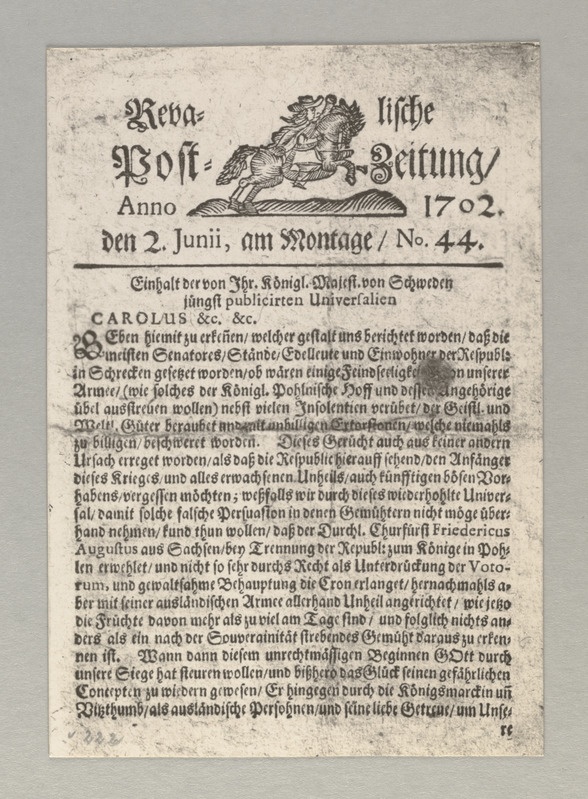 Reva- lische
Post- Zeitung/
Anno 1702.
den 2. Junii, am Montage / No. 44.
Einhalt der von Ihr. Königl. Majest. von Schweden
jüngst publicirten Universalien
CAROLUS &c. &c.
GEben hiemit zu erkeñen / welcher gestalt uns berichtet worden / daß die
meisten Senatores / Stände / Edelleute und Einwohner der Respubl:
in Schrecken gesetzet worden / ob wären einige Feindseeligke on unserer
Armee / (wie solches der Königl. Pohlnische Hoff und dessen Angehörige
übel ausstreuen wollen) nebst vielen Insolentien verübet / der Geistl. und
Weltl. Güter beraubet und mit unbilligen Extorsionen / welche niemahls
zu billigen / beschweret worden. Dieses Gerücht auch aus keiner andern
Ursach erreget worden / als daß die Respublic hierauff sehend / den Anfänger
dieses Krieges / und alles erwachsenen Unheils / auch künfftigen bösen Vor-
habens / vergessen möchten ; weßfalls wir durch dieses wiederhohlte Univer-
sal / damit solche falsche Persuasion in denen Gemühtern nicht möge über-
hand nehmen / kund thun wollen / daß der Durchl. Churfürst Friedericus
Augustus aus Sachsen / bey Trennung der Republ: zum Könige in Poh-
len erwehlet / und nicht so sehr durchs Recht als Unterdrückung der Voto-
rum, und gewaltsahme Behauptung die Cron erlanget / hernachmahls a-
ber mit seiner ausländischen Armee allerhand Unheil angerichtet / wie jetzo
die Früchte davon mehr als zu viel am Tage sind / und folglich nichts an-
ders als ein nach der Souverainität strebendes Gemüht daraus zu erken-
nen ist. Wann dann diesem unrechtmässigen Beginnen GOtt durch
unsere Siege hat steuren wollen / und bißhero das Glück seinen gefährlichen
Concepten zu wiedern gewesen / Er hingegen durch die Königsmarckin uñ
Vitzthumb / als ausländische Persohnen / und seine liebe Getreue / um Unse-
re
222